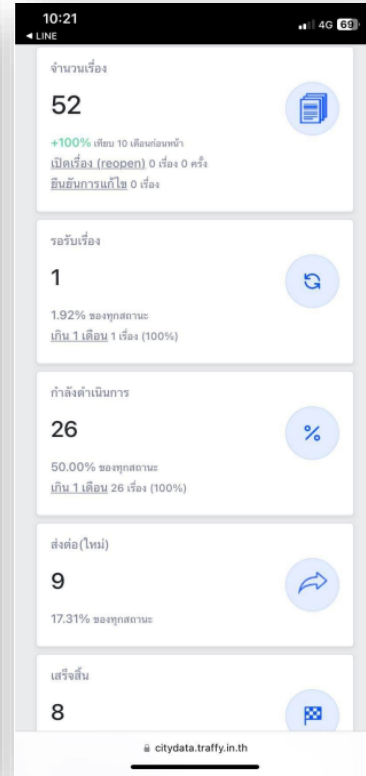 10:21
4G 69
◀ LINE
จำนวนเรื่อง
52
+100% เทียบ 10 เดือนก่อนหน้า
เปิดเรื่อง (reopen) 0 เรื่อง 0 ครั้ง
ยืนยันการแก้ไข 0 เรื่อง
รอรับเรื่อง
1
1.92% ของทุกสถานะ
เกิน 1 เดือน 1 เรื่อง (100%)
กำลังดำเนินการ
26
%
50.00% ของทุกสถานะ
เกิน 1 เดือน 26 เรื่อง (100%)
ส่งต่อ(ใหม่)
9
17.31% ของทุกสถานะ
เสร็จสิ้น
8
citydata.traffy.in.th